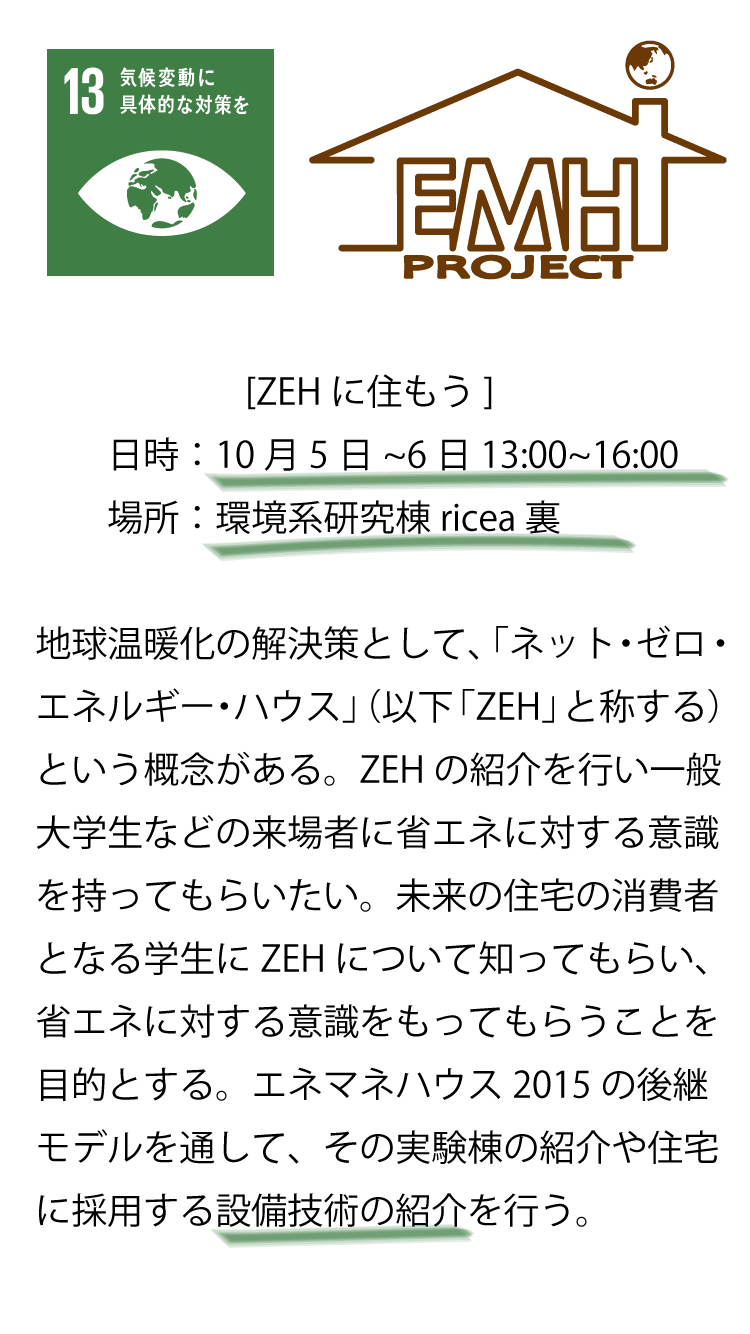 13 気候変動に
具体的な対策を
EMH
PROJECT
[ZEH に住もう ]
日時：10 月 5 日 ~6 日 13:00~16:00
場所：環境系研究棟 ricea 裏
地球温暖化の解決策として、「ネット・ゼロ・
エネルギー・ハウス」（以下「ZEH」と称する）
という概念がある。ZEH の紹介を行い一般
大学生などの来場者に省エネに対する意識
を持ってもらいたい。未来の住宅の消費者
となる学生に ZEH について知ってもらい、
省エネに対する意識をもってもらうことを
目的とする。エネマネハウス 2015 の後継
モデルを通して、その実験棟の紹介や住宅
に採用する設備技術の紹介を行う。